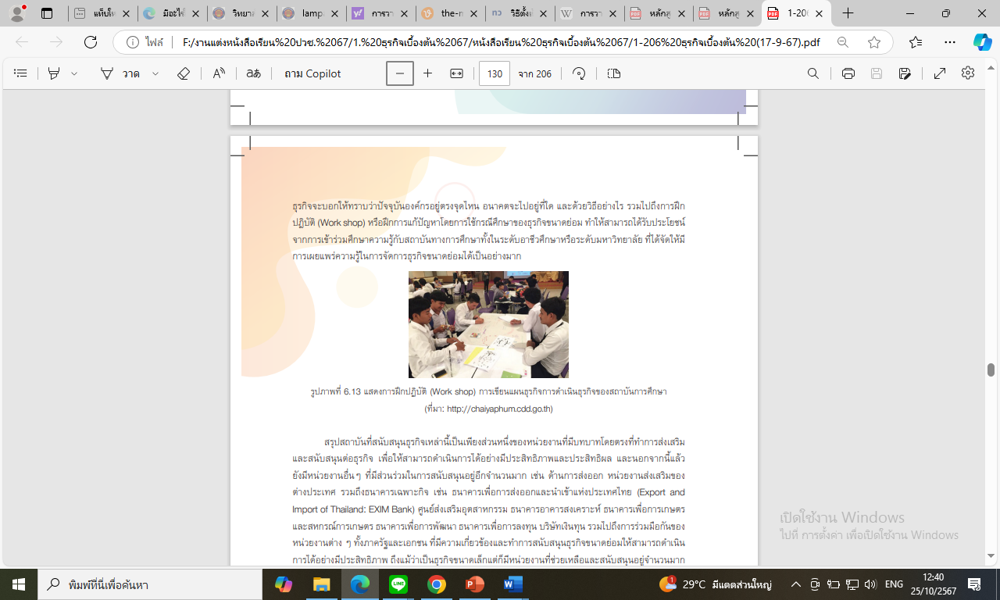 แท็บให
มีอะไร
วิทยาล
lampa
การวา
the-n
วิธีตั้งเ
การวา
หลักสู
หลักสู
1-20
ไฟล์
F:/งานแต่งหนังสือเรียน%20ปวช.%2067/1.%20ธุรกิจเบื้องต้น%2067/หนังสือเรียน%20ธุรกิจเบื้องต้น%2067/1-206%20ธุรกิจเบื้องต้น%20(17-9-67).pdf
วาด
ถาม Copilot
130
จาก 206
ธุรกิจจะบอกให้ทราบว่าปัจจุบันองค์กรอยู่ตรงจุดไหน อนาคตจะไปอยู่ที่ใด และด้วยวิธีอย่างไร รวมไปถึงการฝึก
ปฏิบัติ (Work shop) หรือฝึกการแก้ปัญหาโดยการใช้กรณีศึกษาของธุรกิจขนาดย่อม ทำให้สามารถได้รับประโยชน์
จากการเข้าร่วมศึกษาความรู้กับสถาบันทางการศึกษาทั้งในระดับอาชีวศึกษาหรือระดับมหาวิทยาลัย ที่ได้จัดให้มี
การเผยแพร่ความรู้ในการจัดการธุรกิจขนาดย่อมได้เป็นอย่างมาก
รูปภาพที่ 6.13 แสดงการฝึกปฏิบัติ (Work shop) การเขียนแผนธุรกิจการดำเนินธุรกิจของสถาบันการศึกษา
(ที่มา: http://chaiyaphum.cdd.go.th)
สรุปสถาบันที่สนับสนุนธุรกิจเหล่านี้เป็นเพียงส่วนหนึ่งของหน่วยงานที่มีบทบาทโดยตรงที่ทำการส่งเสริม
และสนับสนุนต่อธุรกิจ เพื่อให้สามารถดำเนินการได้อย่างมีประสิทธิภาพและประสิทธิผล และนอกจากนี้แล้ว
ยังมีหน่วยงานอื่นๆ ที่มีส่วนร่วมในการสนับสนุนอยู่อีกจำนวนมาก เช่น ด้านการส่งออก หน่วยงานส่งเสริมของ
ต่างประเทศ รวมถึงธนาคารเฉพาะกิจ เช่น ธนาคารเพื่อการส่งออกและนำเข้าแห่งประเทศไทย (Export and
Import of Thailand: EXIM Bank) ศูนย์ส่งเสริมอุตสาหกรรม ธนาคารอาคารสงเคราะห์ ธนาคารเพื่อการเกษตร
และสหกรณ์การเกษตร ธนาคารเพื่อการพัฒนา ธนาคารเพื่อการลงทุน บริษัทเงินทุน รวมไปถึงการร่วมมือกันของ
หน่วยงานต่าง ๆ ทั้งภาครัฐและเอกชน ที่มีความเกี่ยวข้องและทำการสนับสนุนธุรกิจขนาดย่อมให้สามารถดำเนิน
การได้อย่างมีประสิทธิภาพ ถึงแม้ว่าเป็นธุรกิจขนาดเล็กแต่ก็มีหน่วยงานที่ช่วยเหลือและสนับสนุนอยู่จำนวนมาก
เปิดใช้งาน Windows
ไปที่ การตั้งค่า เพื่อเปิดใช้งาน Windows
พิมพ์ที่นี่เพื่อค้นหา
29°C มีแดดส่วนใหญ่
ENG
12:40
25/10/2567